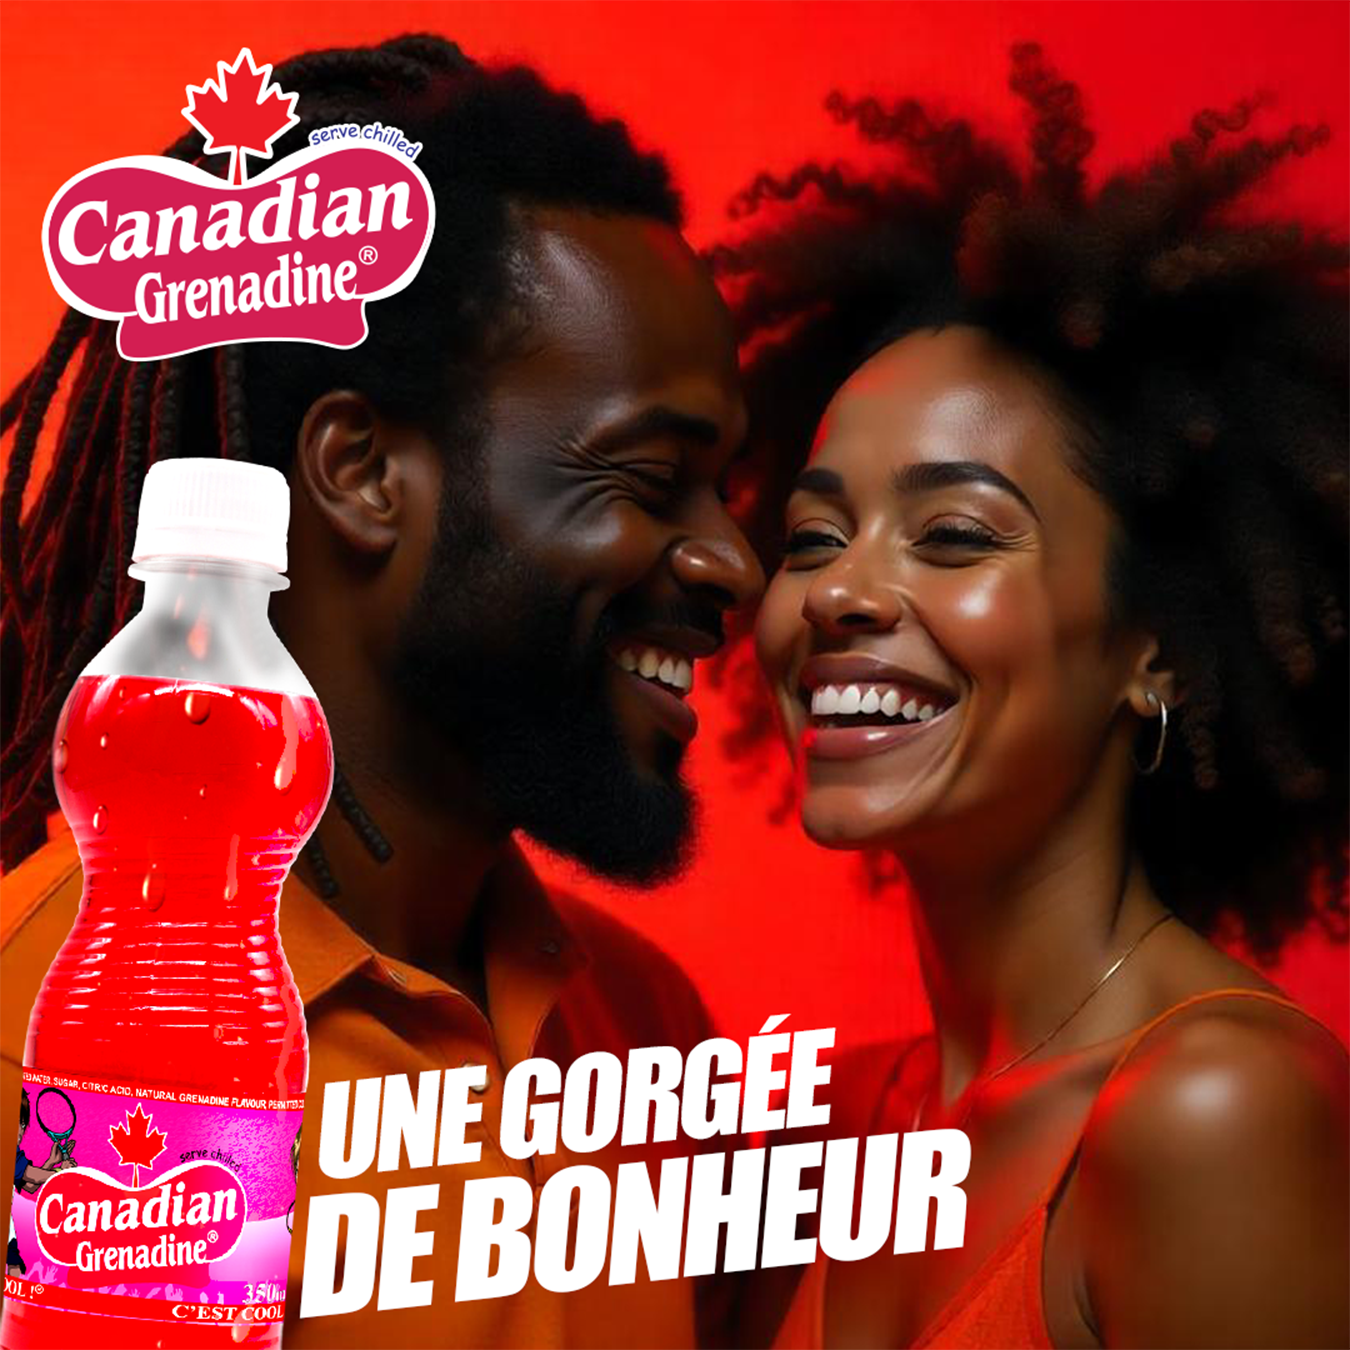 serve chilled
Canadian
Grenadine®
UNE GORGÉE
DE BONHEUR
SUGAR, CITRIC ACID, NATURAL GRENADINE FLAVOUR,
serve chilled
Canadian
Grenadine®
C'EST COOL